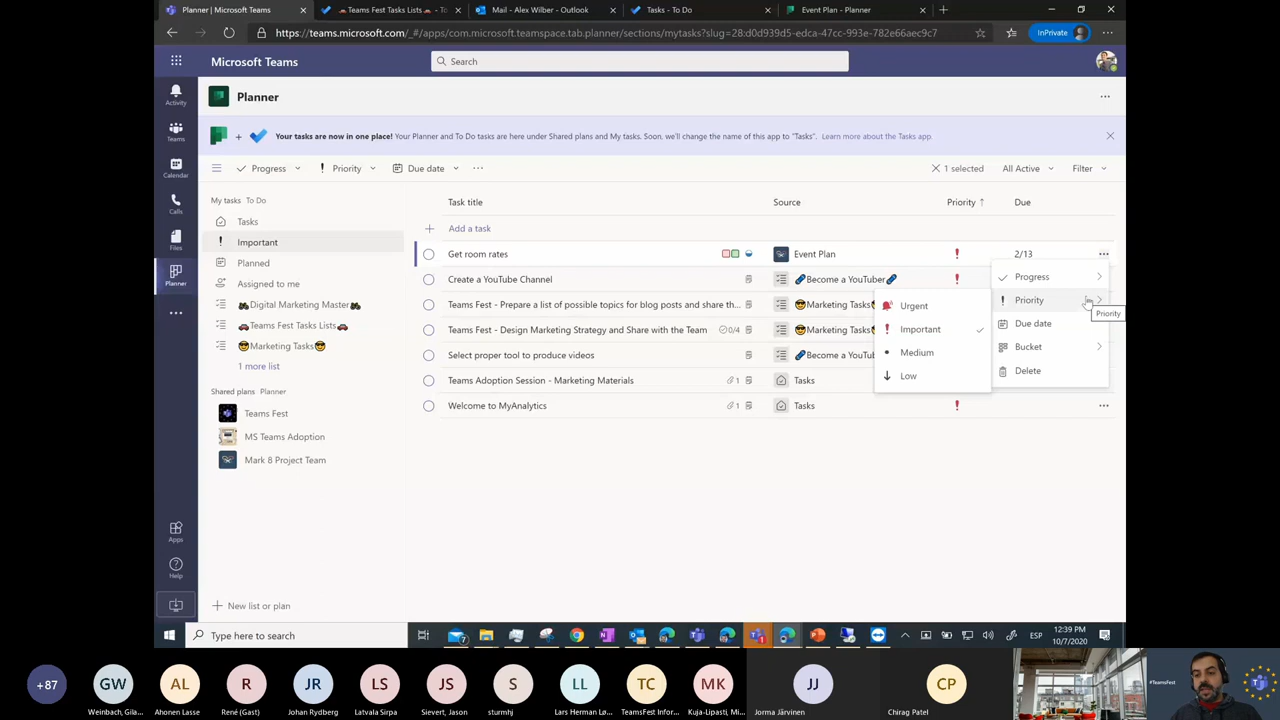 Planner | Microsoft Teams
Teams Fest Tasks Lists - To
Mail - Alex Wilber - Outlook
Tasks - To Do
Event Plan - Planner
https://teams.microsoft.com/_#/apps/com.microsoft.teamspace.tab.planner/sections/mytasks?slug=28:d0d939d5-edca-47cc-993e-782e66aec9c7
InPrivate
Microsoft Teams
Search
Activity
Teams
Calendar
Calls
Files
Planner
Apps
Help
Planner
Your tasks are now in one place! Your Planner and To Do tasks are here under Shared plans and My tasks. Soon, we'll change the name of this app to "Tasks". Learn more about the Tasks app.
Progress
Priority
Due date
1 selected
All Active
Filter
My tasks To Do
Tasks
Important
Planned
Assigned to me
Digital Marketing Master
Teams Fest Tasks Lists
Marketing Tasks
1 more list
Shared plans Planner
Teams Fest
MS Teams Adoption
Mark 8 Project Team
New list or plan
Task title Source Priority Due
Add a task
Get room rates Event Plan 2/13
Create a YouTube Channel Become a YouTuber
Teams Fest - Prepare a list of possible topics for blog posts and share th... Marketing Tasks
Teams Fest - Design Marketing Strategy and Share with the Team 0/4 Marketing Tasks
Select proper tool to produce videos Become a YouTub
Teams Adoption Session - Marketing Materials 1 Tasks
Welcome to MyAnalytics 1 Tasks
Urgent
Important
Medium
Low
Progress
Priority
Due date
Bucket
Delete
Priority
Type here to search
7
ESP
12:39 PM
10/7/2020
+87
GW
Weinbach, Gila...
AL
Ahonen Lasse
R
René (Gast)
JR
Johan Rydberg
LS
Latvala Sirpa
JS
Sievert, Jason
S
sturmhj
LL
Lars Herman Lø...
TC
TeamsFest Infor...
MK
Kuja-Lipasti, Mi...
JJ
Jorma Järvinen
CP
Chirag Patel
#TeamsFest